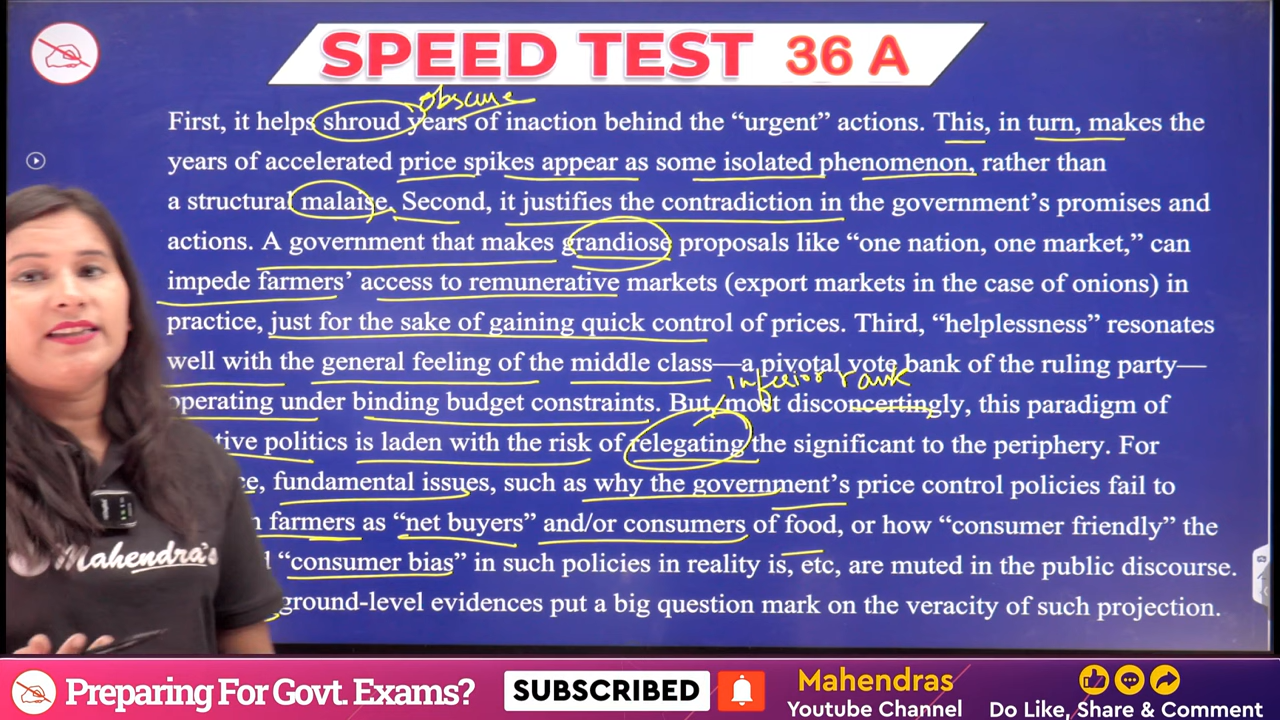 SPEED TEST 36 A
obscure
First, it helps shroud years of inaction behind the “urgent” actions. This, in turn, makes the
years of accelerated price spikes appear as some isolated phenomenon, rather than
a structural malaise. Second, it justifies the contradiction in the government’s promises and
actions. A government that makes grandiose proposals like “one nation, one market,” can
impede farmers’ access to remunerative markets (export markets in the case of onions) in
practice, just for the sake of gaining quick control of prices. Third, “helplessness” resonates
well with the general feeling of the middle class—a pivotal vote bank of the ruling party—
inferior rank
operating under binding budget constraints. But, most disconcertingly, this paradigm of
politics is laden with the risk of relegating the significant to the periphery. For
fundamental issues, such as why the government’s price control policies fail to
farmers as “net buyers” and/or consumers of food, or how “consumer friendly” the
“consumer bias” in such policies in reality is, etc, are muted in the public discourse.
ground-level evidences put a big question mark on the veracity of such projection.
Mahendra's
Preparing For Govt. Exams? SUBSCRIBED
Mahendras
YouTube Channel
Do Like, Share & Comment